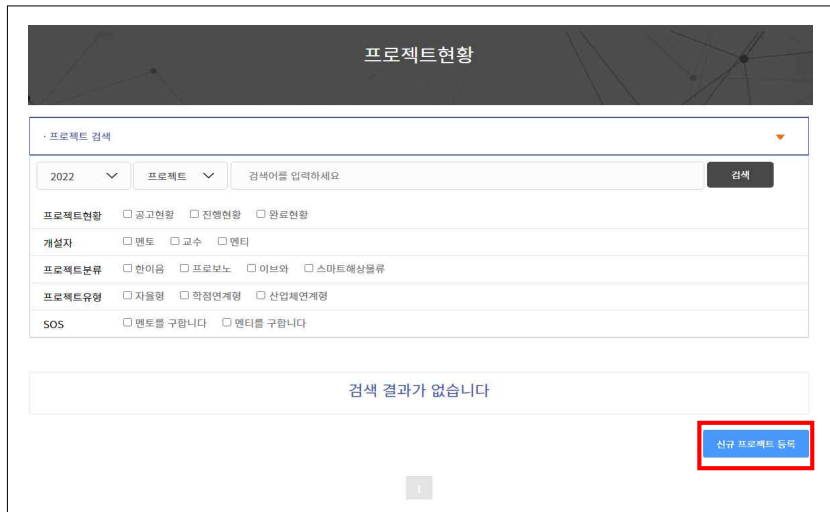 프로젝트현황
· 프로젝트 검색
2022 프로젝트 검색어를 입력하세요 검색
프로젝트현황 공고현황 진행현황 완료현황
개설자 멘토 교수 멘티
프로젝트분류 한이음 프로보노 이브와 스마트해상물류
프로젝트유형 자율형 학점연계형 산업체연계형
SOS 멘토를 구합니다 멘티를 구합니다
검색 결과가 없습니다
신규 프로젝트 등록
1